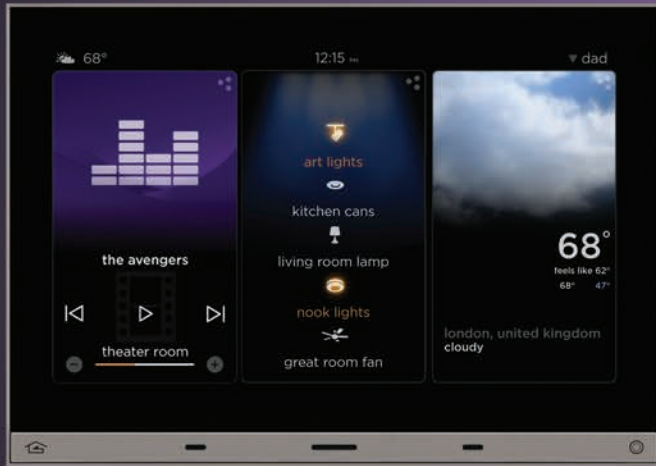 68°
12:15 PM
dad
the avengers
theater room
art lights
kitchen cans
living room lamp
nook lights
great room fan
68°
feels like 62°
68° 47°
london, united kingdom
cloudy